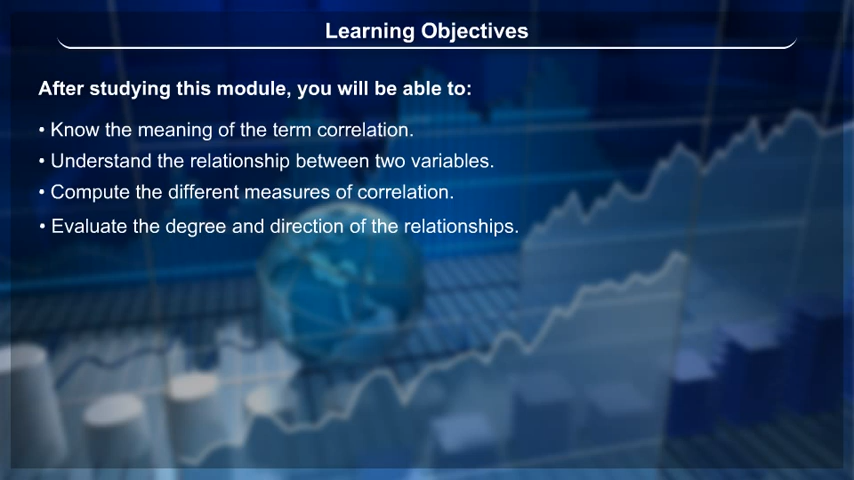 Learning Objectives
After studying this module, you will be able to:
• Know the meaning of the term correlation.
• Understand the relationship between two variables.
• Compute the different measures of correlation.
• Evaluate the degree and direction of the relationships.